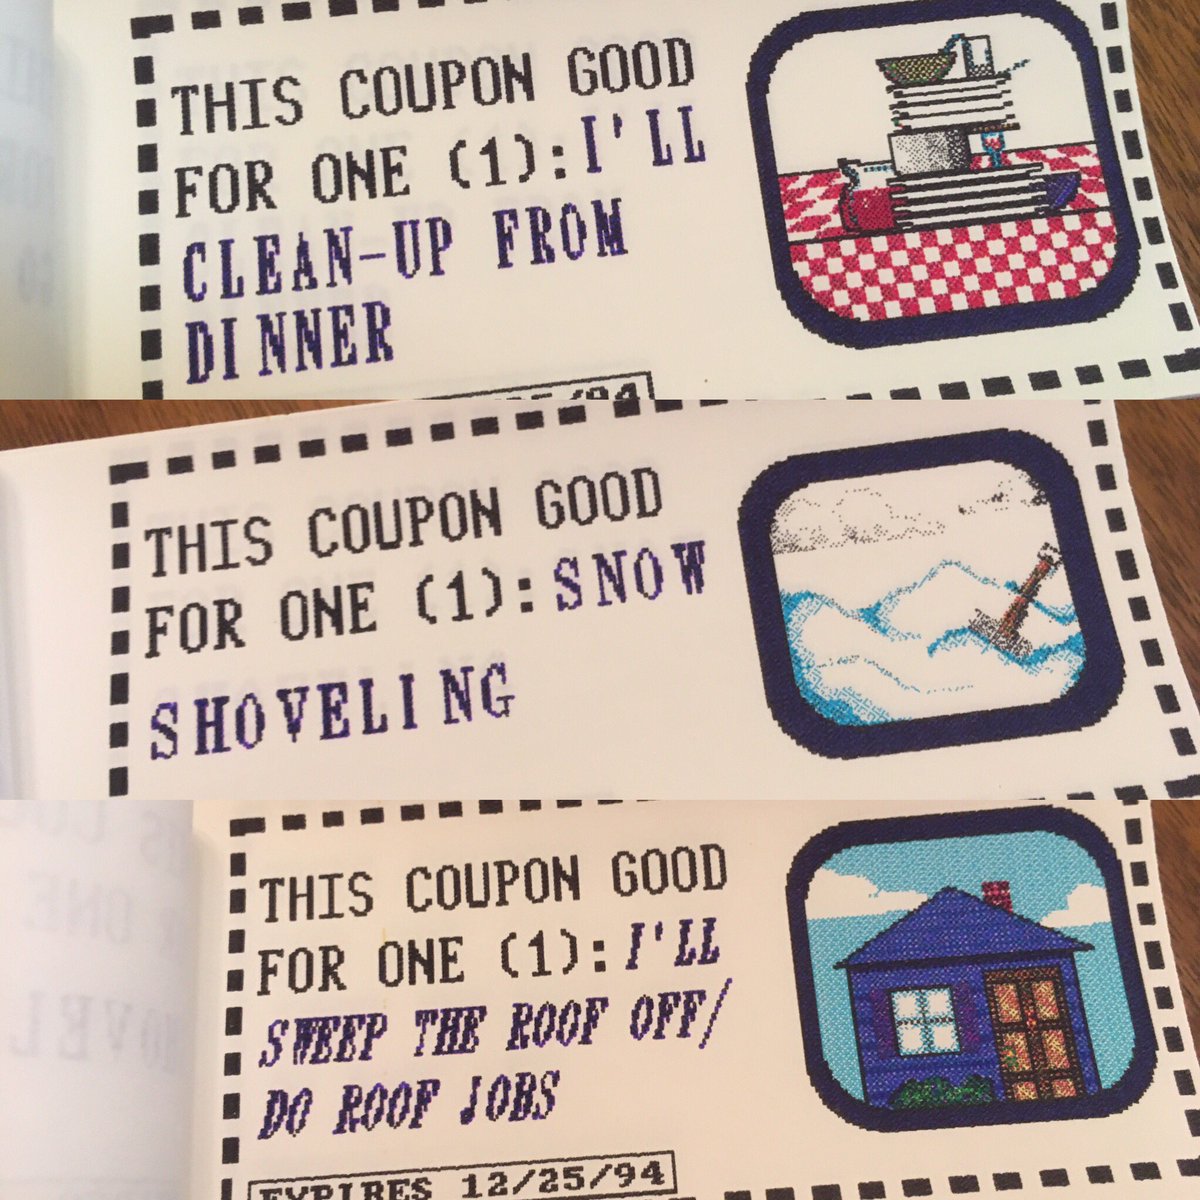 THIS COUPON GOOD
FOR ONE (1): I'LL
CLEAN-UP FROM
DINNER
THIS COUPON GOOD
FOR ONE (1): SNOW
SHOVELING
THIS COUPON GOOD
FOR ONE (1): I'LL
SWEEP THE ROOF OFF/
DO ROOF JOBS
EXPIRES 12/25/94